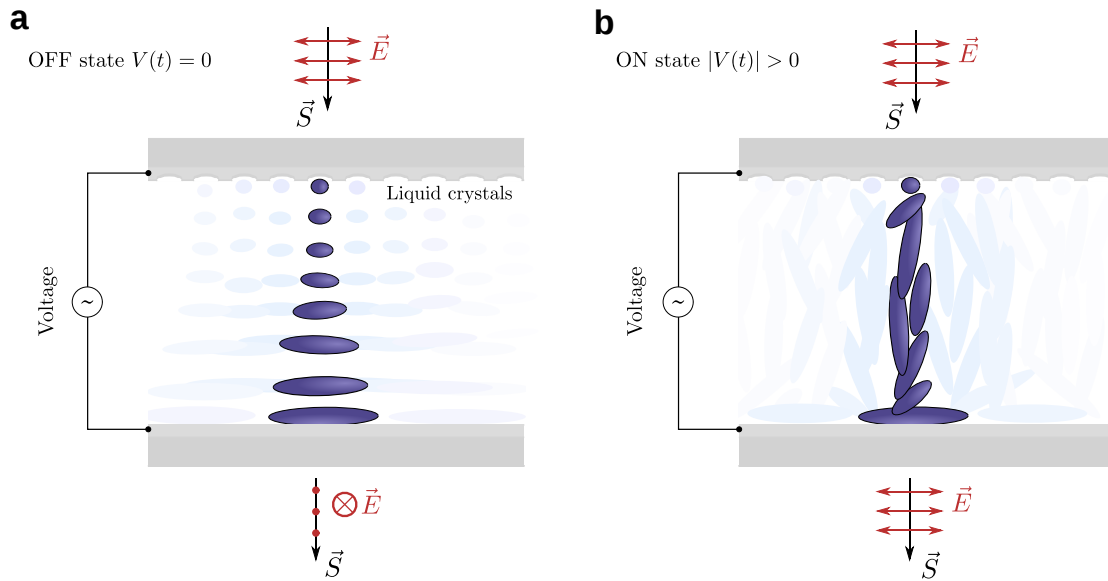 a
OFF state V(t) = 0
E⃗
S⃗
Liquid crystals
Voltage
~
E⃗
S⃗
b
ON state |V(t)| > 0
E⃗
S⃗
Voltage
~
E⃗
S⃗